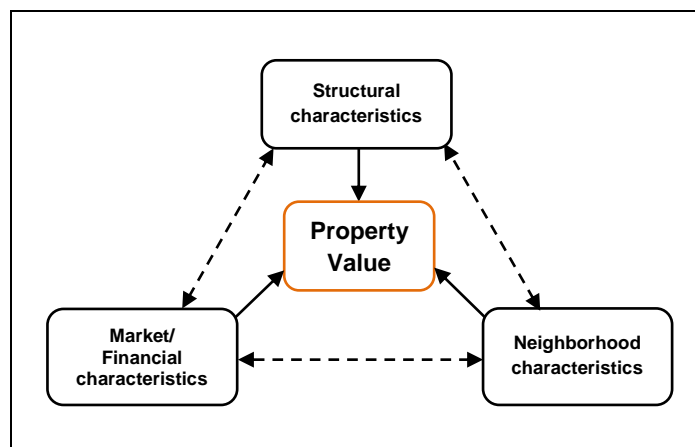 Structural
characteristics
Property
Value
Market/
Financial
characteristics
Neighborhood
characteristics